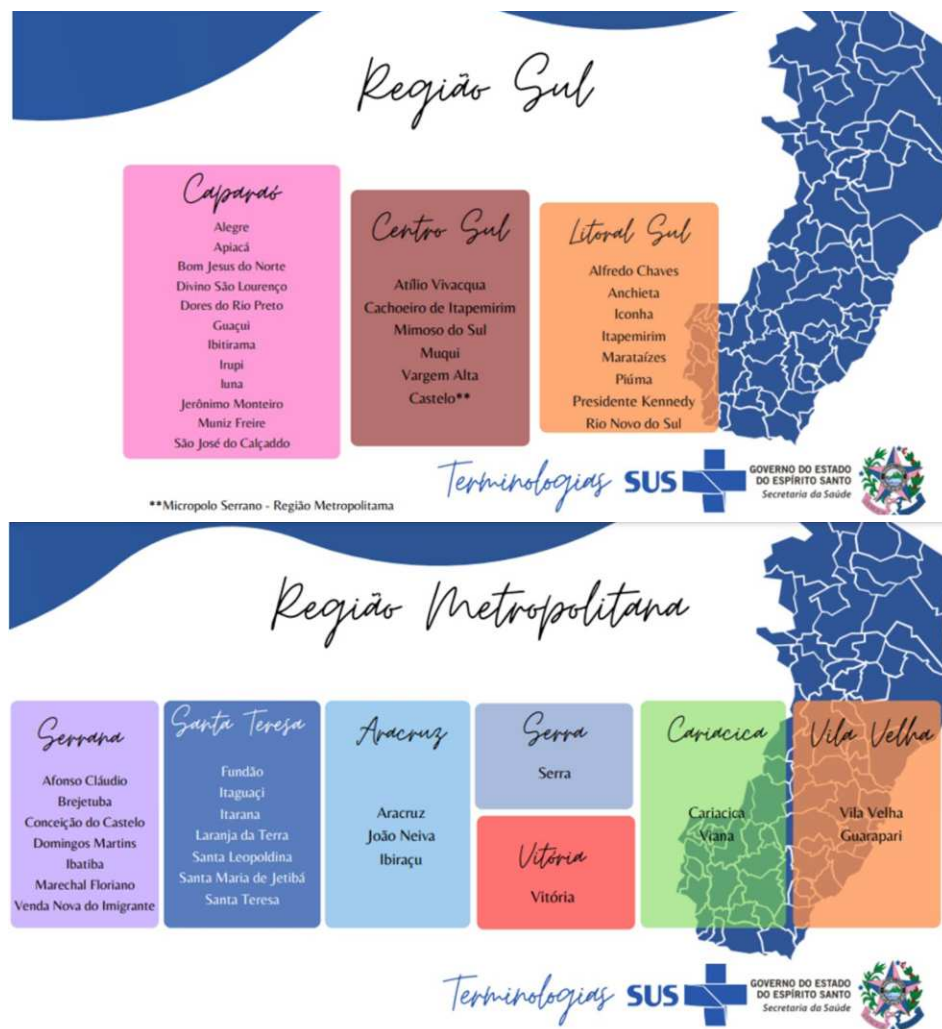 Região Sul
Caparaó
Alegre
Apiacá
Bom Jesus do Norte
Divino São Lourenço
Dores do Rio Preto
Guaçui
Ibitirama
Irupi
Iuna
Jerônimo Monteiro
Muniz Freire
São José do Calçaddo
Centro Sul
Atílio Vivacqua
Cachoeiro de Itapemirim
Mimoso do Sul
Muqui
Vargem Alta
Castelo**
Litoral Sul
Alfredo Chaves
Anchieta
Iconha
Itapemirim
Marataízes
Piúma
Presidente Kennedy
Rio Novo do Sul
**Micropolo Serrano - Região Metropolitama
Terminologias SUS
GOVERNO DO ESTADO
DO ESPÍRITO SANTO
Secretaria da Saúde
Região Metropolitana
Serrana
Afonso Cláudio
Brejetuba
Conceição do Castelo
Domingos Martins
Ibatiba
Marechal Floriano
Venda Nova do Imigrante
Santa Teresa
Fundão
Itaguaçi
Itarana
Laranja da Terra
Santa Leopoldina
Santa Maria de Jetibá
Santa Teresa
Aracruz
Aracruz
João Neiva
Ibiraçu
Serra
Serra
Vitória
Vitória
Cariacica
Cariacica
Viana
Vila Velha
Vila Velha
Guarapari
Terminologias SUS
GOVERNO DO ESTADO
DO ESPÍRITO SANTO
Secretaria da Saúde